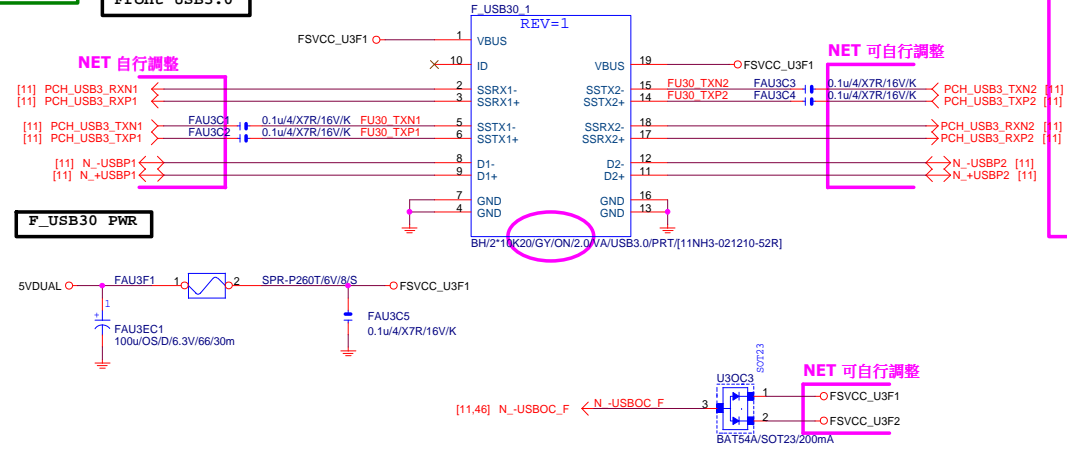 Front USB3.0
F_USB30_1
REV=1
FSVCC_U3F1
1 VBUS
10 ID
VBUS 19
FSVCC_U3F1
NET 自行調整
NET 可自行調整
[11] PCH_USB3_RXN1
2 SSRX1-
[11] PCH_USB3_RXP1
3 SSRX1+
SSTX2- 15 FU30_TXN2 FAU3C3 0.1u/4/X7R/16V/K PCH_USB3_TXN2 [11]
SSTX2+ 14 FU30_TXP2 FAU3C4 0.1u/4/X7R/16V/K PCH_USB3_TXP2 [11]
[11] PCH_USB3_TXN1 FAU3C1 0.1u/4/X7R/16V/K FU30_TXN1 5 SSTX1-
[11] PCH_USB3_TXP1 FAU3C2 0.1u/4/X7R/16V/K FU30_TXP1 6 SSTX1+
SSRX2- 18 PCH_USB3_RXN2 [11]
SSRX2+ 17 PCH_USB3_RXP2 [11]
[11] N_-USBP1 8 D1-
[11] N_+USBP1 9 D1+
D2- 12 N_-USBP2 [11]
D2+ 11 N_+USBP2 [11]
7 GND
4 GND
GND 16
GND 13
F_USB30 PWR
BH/2*10K20/GY/ON/2.0/VA/USB3.0/PRT/[11NH3-021210-52R]
5VDUAL FAU3F1 1 2 SPR-P260T/6V/8/S FSVCC_U3F1
1
+
FAU3EC1
100u/OS/D/6.3V/66/30m
FAU3C5
0.1u/4/X7R/16V/K
SOT23
U3OC3
NET 可自行調整
[11,46] N_-USBOC_F N_-USBOC_F 3
1 FSVCC_U3F1
2 FSVCC_U3F2
BAT54A/SOT23/200mA